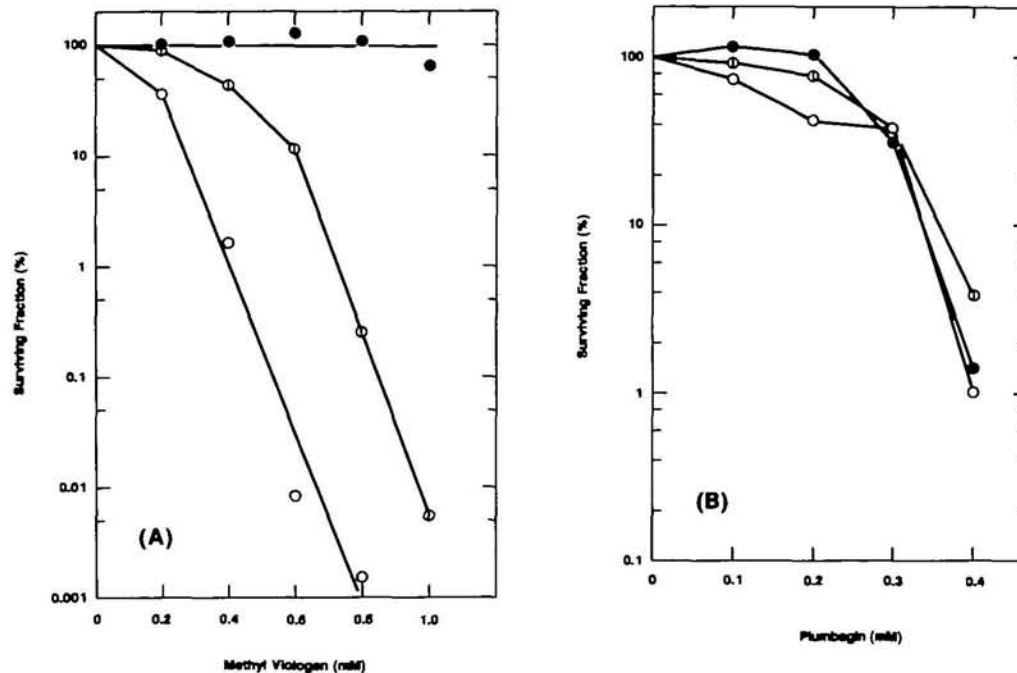 100
10
1
0.1
0.01
0.001
Surviving Fraction (%)
(A)
0 0.2 0.4 0.6 0.8 1.0
Methyl Viologen (mM)
100
10
1
0.1
Surviving Fraction (%)
(B)
0 0.1 0.2 0.3 0.4
Plumbagin (mM)